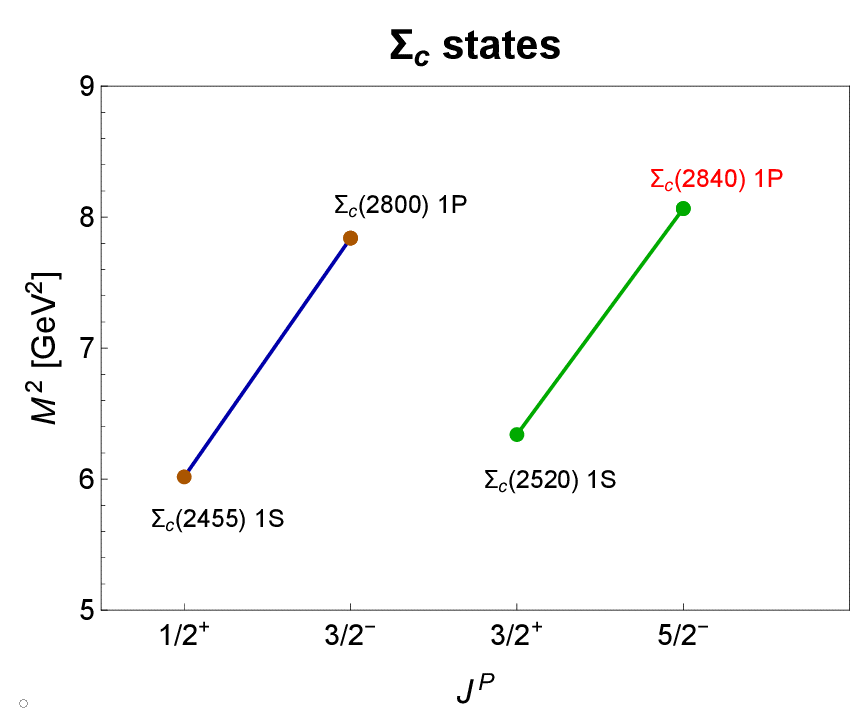 Σc states
9
8
7
6
5
M² [GeV²]
Σc(2800) 1P
Σc(2840) 1P
Σc(2455) 1S
Σc(2520) 1S
1/2⁺ 3/2⁻ 3/2⁺ 5/2⁻
Jᴾ